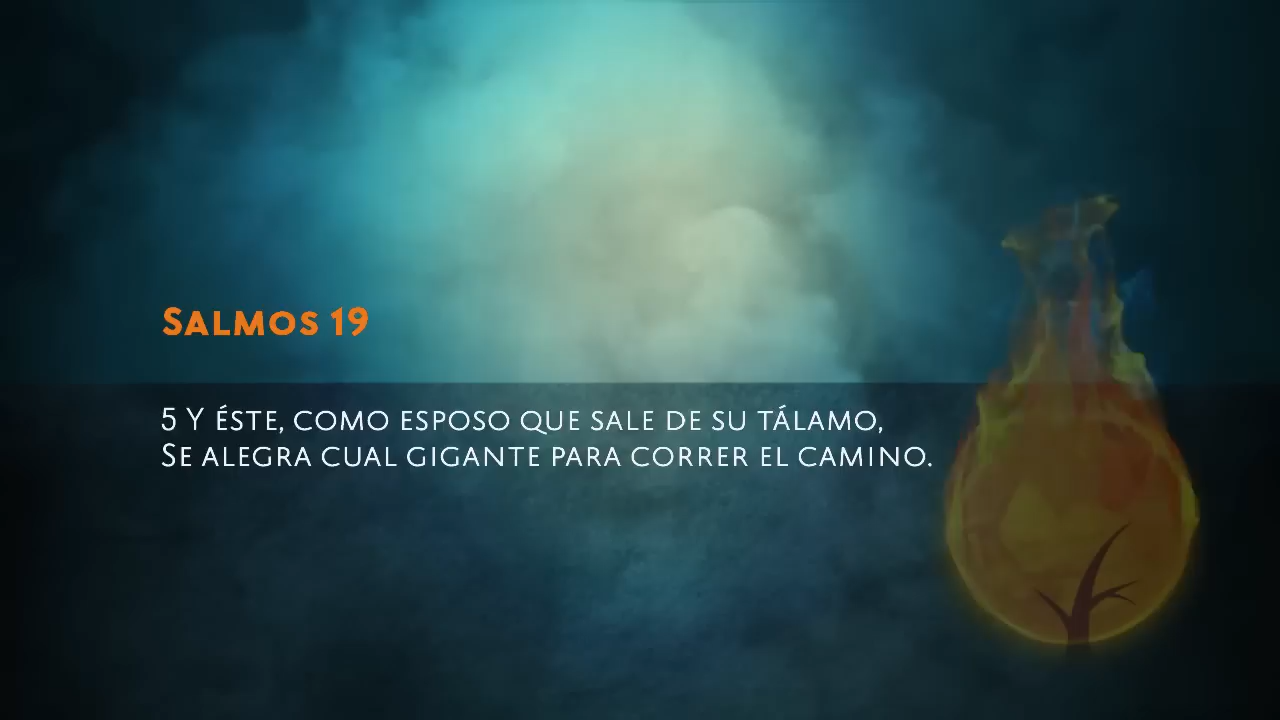 Salmos 19
5 Y éste, como esposo que sale de su tálamo,
Se alegra cual gigante para correr el camino.